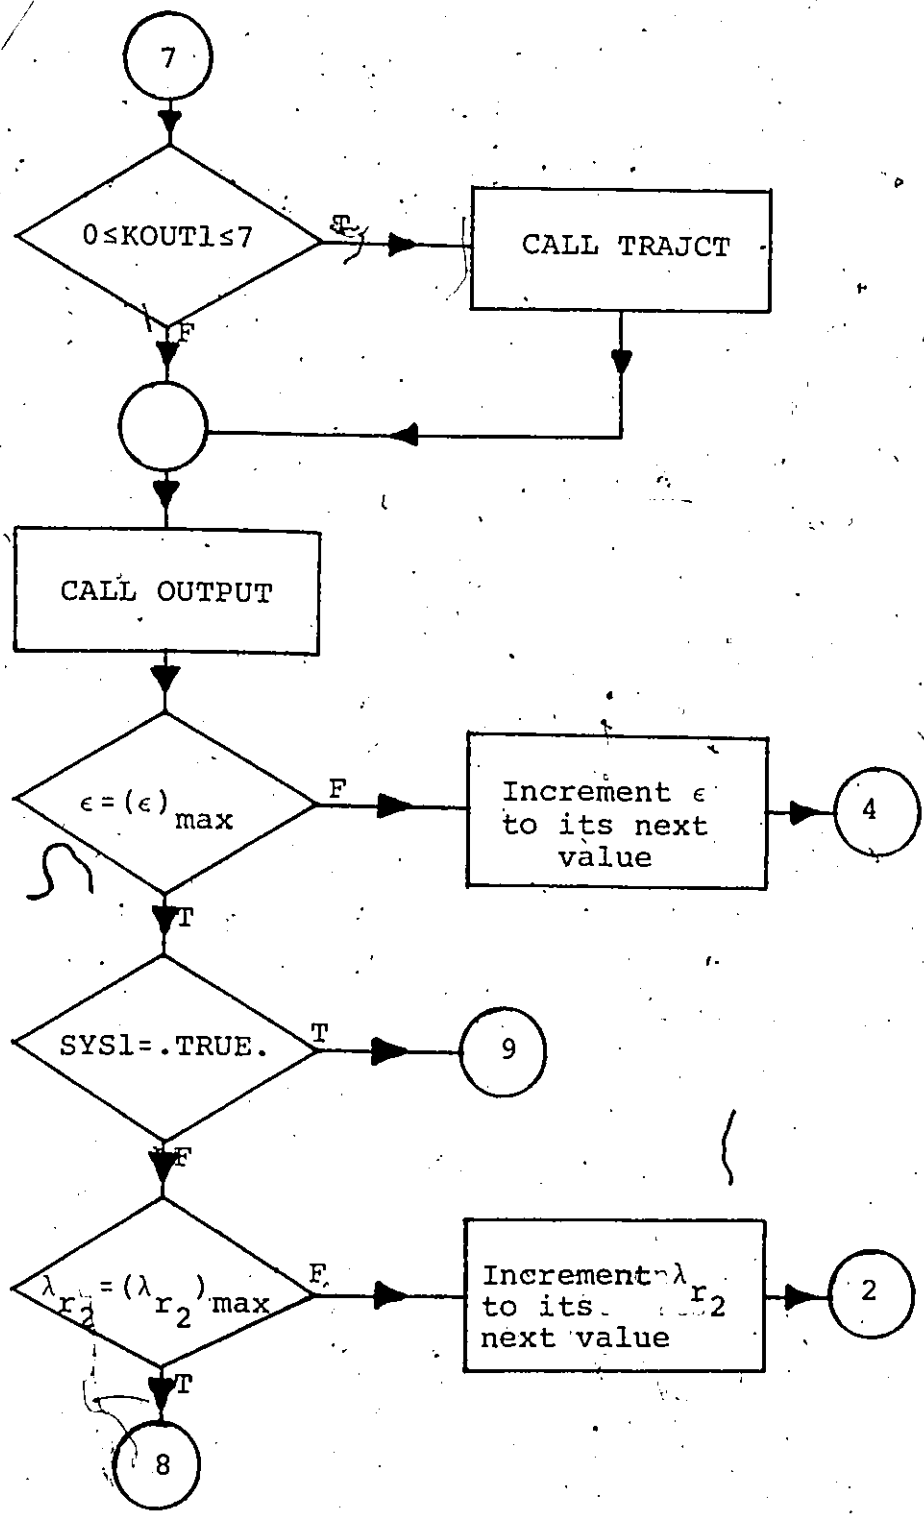 7
0≤KOUT1≤7
T
CALL TRAJCT
F
CALL OUTPUT
ϵ=(ϵ)max
F
Increment ϵ
to its next
value
4
T
SYS1=.TRUE.
T
9
F
λr2=(λr2)max
F
Increment λr2
to its
next value
2
T
8